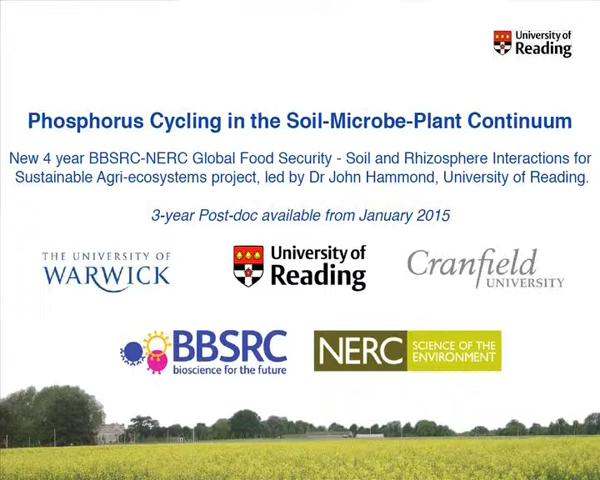 University of
Reading
Phosphorus Cycling in the Soil-Microbe-Plant Continuum
New 4 year BBSRC-NERC Global Food Security - Soil and Rhizosphere Interactions for
Sustainable Agri-ecosystems project, led by Dr John Hammond, University of Reading.
3-year Post-doc available from January 2015
THE UNIVERSITY OF
WARWICK
University of
Reading
Cranfield
UNIVERSITY
BBSRC
bioscience for the future
NERC
SCIENCE OF THE
ENVIRONMENT